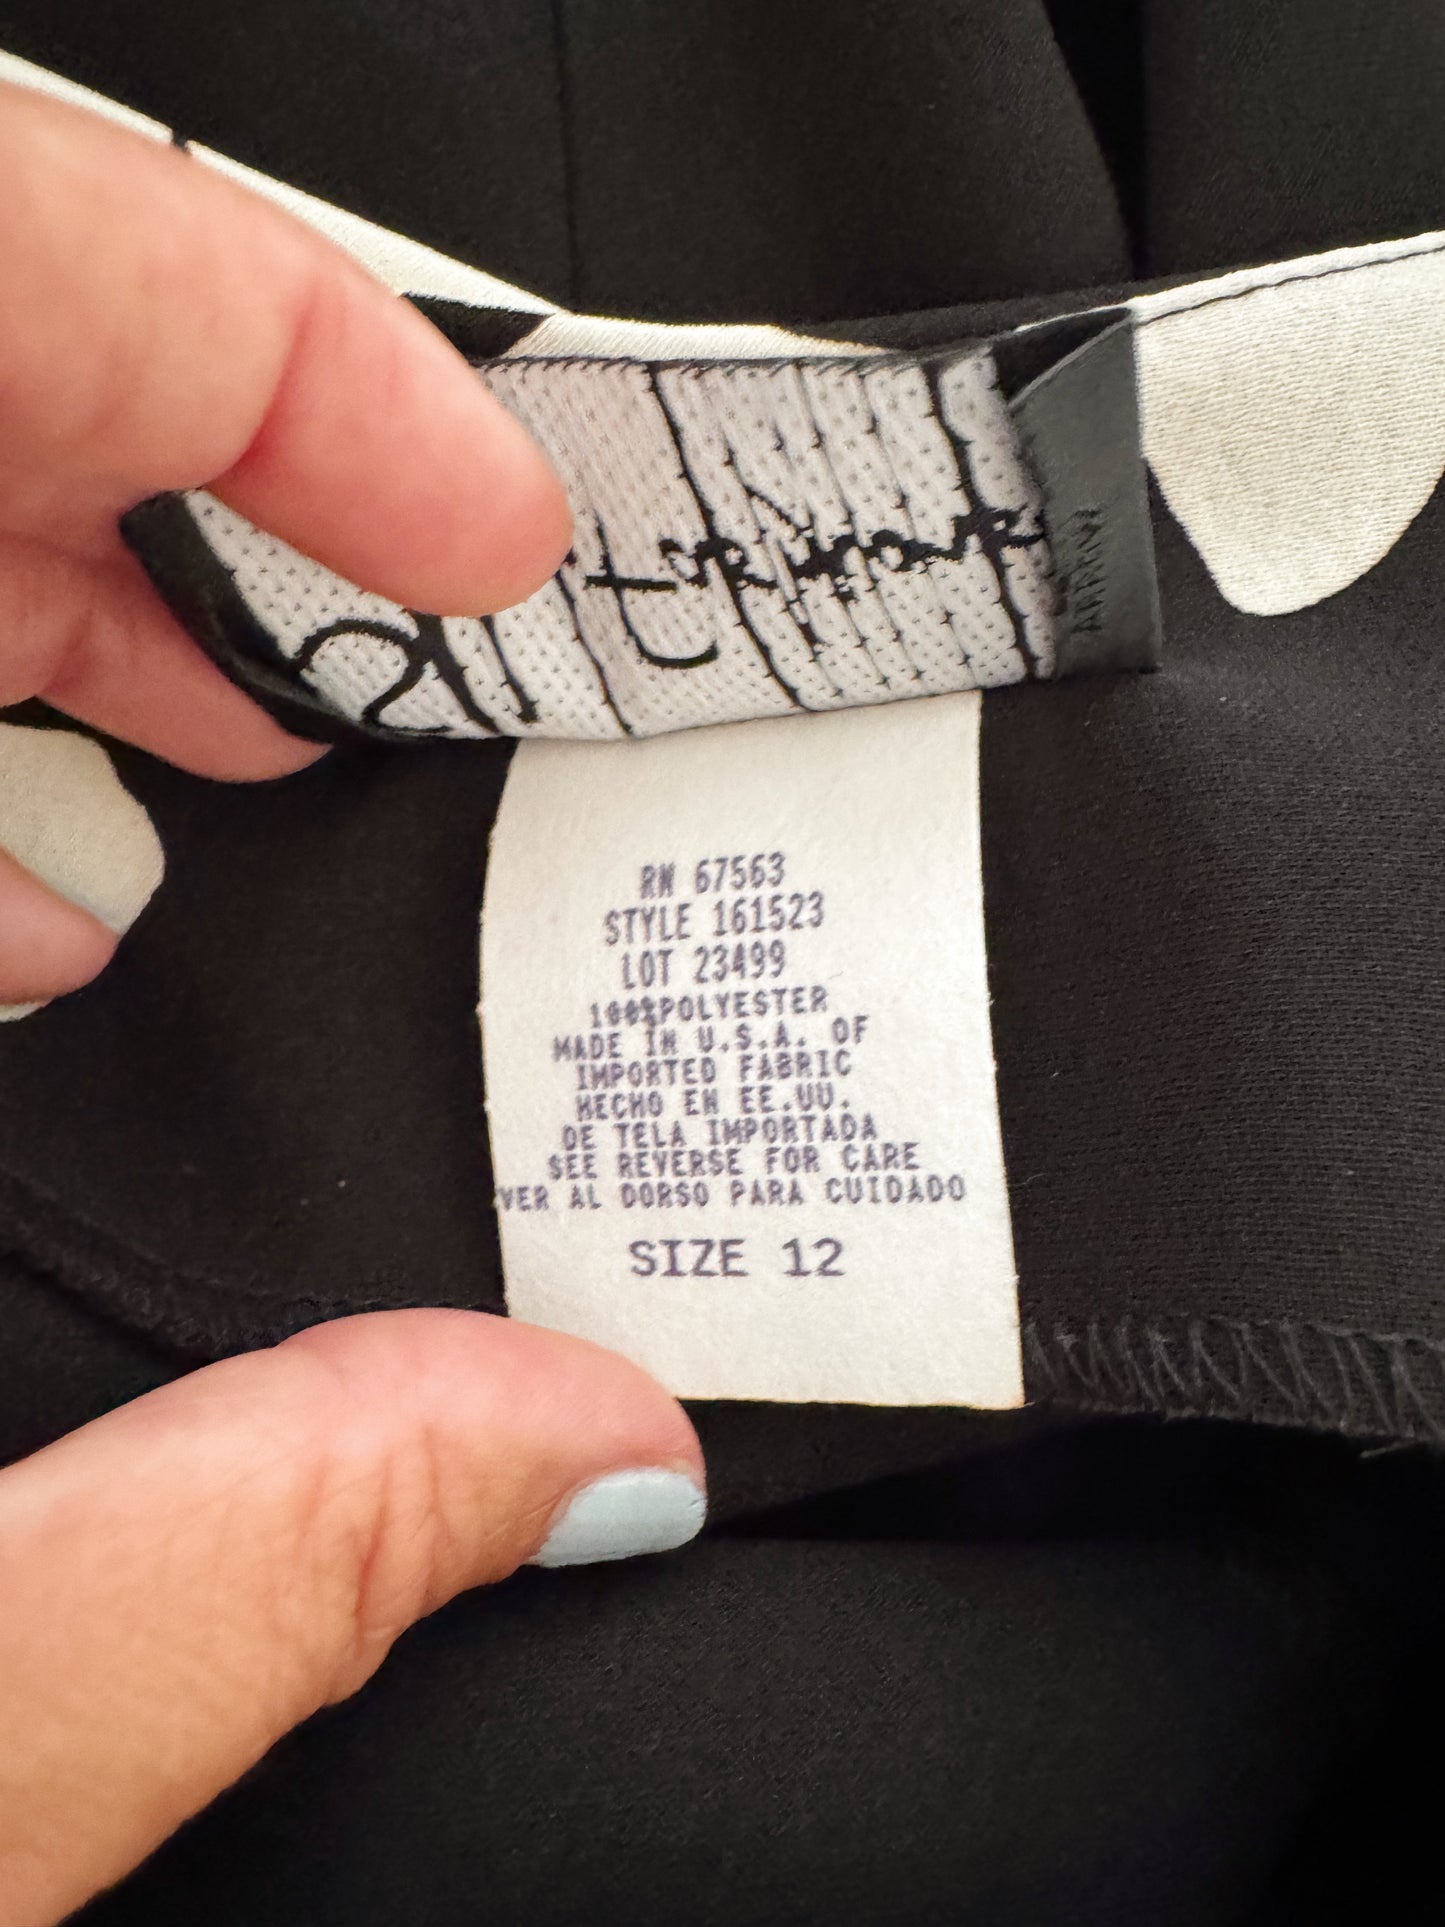 RN 67563
STYLE 161523
LOT 23499
100%POLYESTER
MADE IN U.S.A. OF
IMPORTED FABRIC
HECHO EN EE.UU.
DE TELA IMPORTADA
SEE REVERSE FOR CARE
VER AL DORSO PARA CUIDADO
SIZE 12